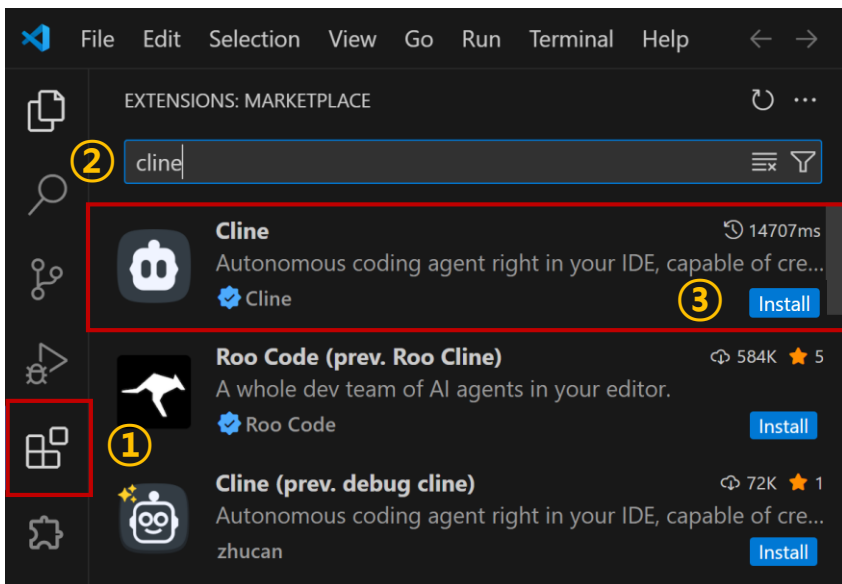 File Edit Selection View Go Run Terminal Help
EXTENSIONS: MARKETPLACE
② cline
Cline 14707ms
Autonomous coding agent right in your IDE, capable of cre...
Cline ③ Install
Roo Code (prev. Roo Cline) 584K 5
A whole dev team of AI agents in your editor.
Roo Code Install
①
Cline (prev. debug cline) 72K 1
Autonomous coding agent right in your IDE, capable of cre...
zhucan Install